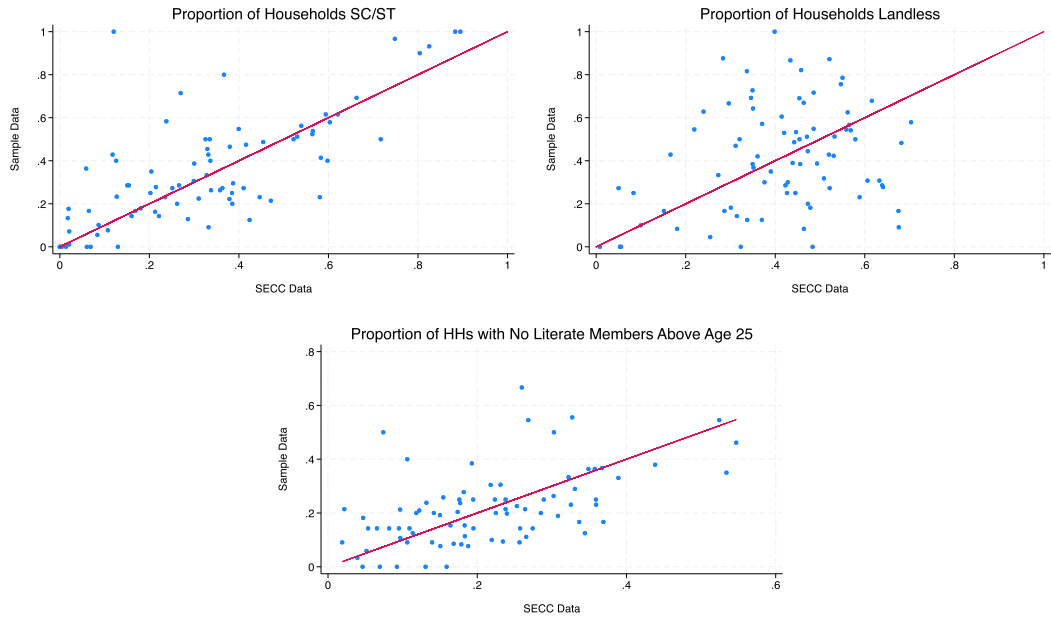 Proportion of Households SC/ST
Sample Data
1
.8
.6
.4
.2
0
0 .2 .4 .6 .8 1
SECC Data
Proportion of Households Landless
Sample Data
1
.8
.6
.4
.2
0
0 .2 .4 .6 .8 1
SECC Data
Proportion of HHs with No Literate Members Above Age 25
Sample Data
.8
.6
.4
.2
0
0 .2 .4 .6
SECC Data